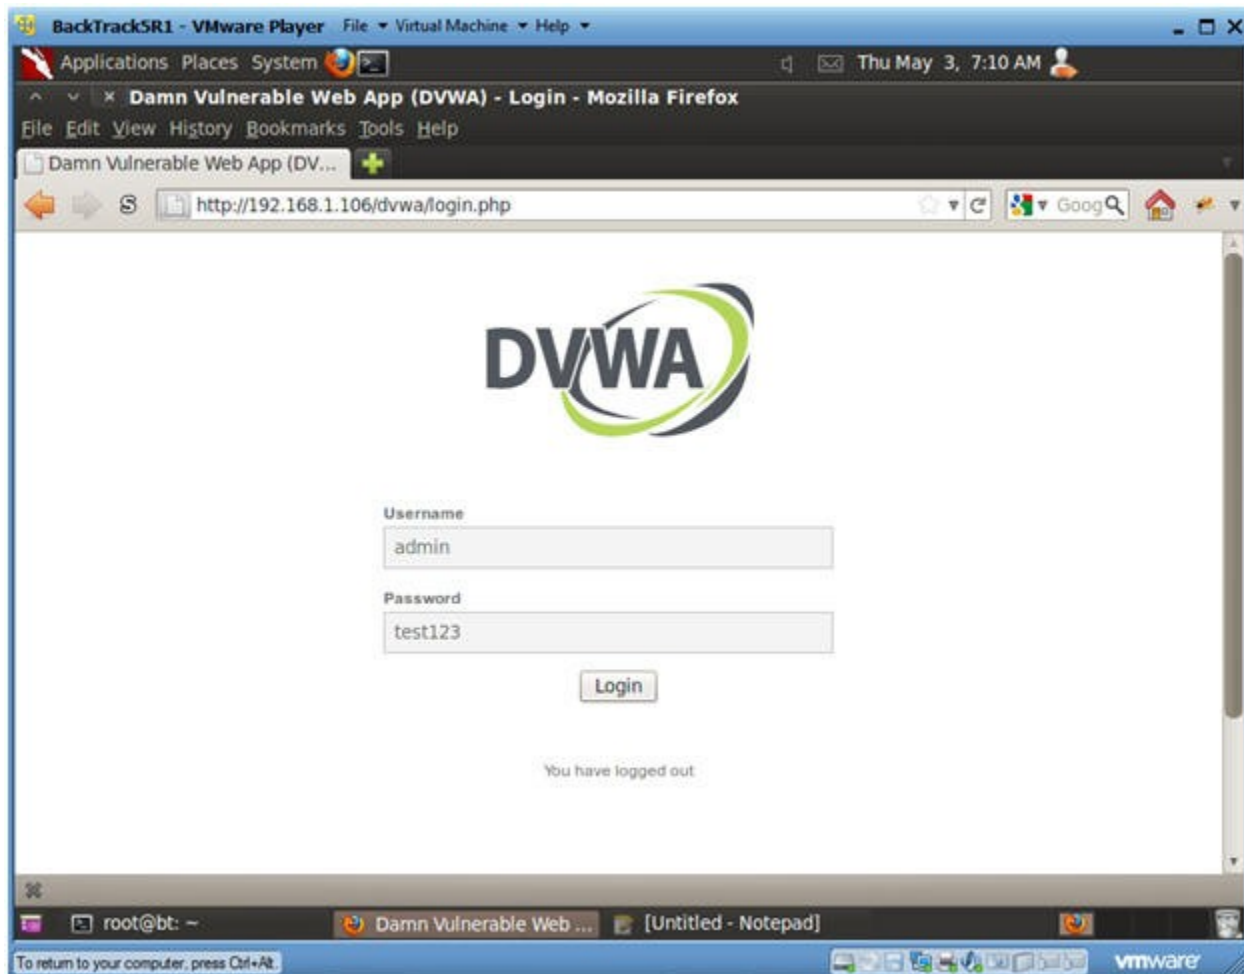 BackTrack5R1 - VMware Player File Virtual Machine Help
Applications Places System Thu May 3, 7:10 AM
Damn Vulnerable Web App (DVWA) - Login - Mozilla Firefox
File Edit View History Bookmarks Tools Help
Damn Vulnerable Web App (DV...
S http://192.168.1.106/dvwa/login.php Goog
DVWA
Username
admin
Password
test123
Login
You have logged out
root@bt: ~ Damn Vulnerable Web ... [Untitled - Notepad]
To return to your computer, press Ctrl+Alt. vmware